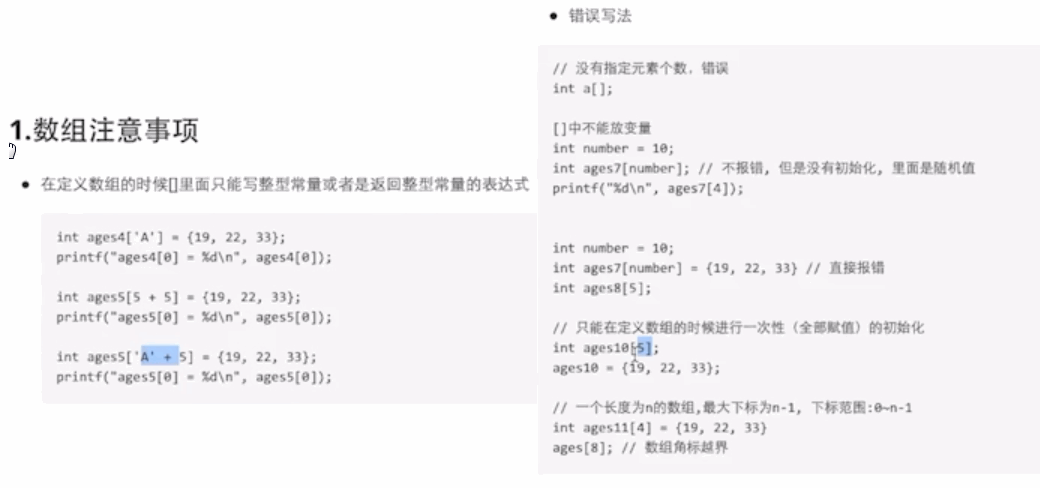 1.数组注意事项
在定义数组的时候[]里面只能写整型常量或者是返回整型常量的表达式
int ages4['A'] = {19, 22, 33};
printf("ages4[0] = %d\n", ages4[0]);
int ages5[5 + 5] = {19, 22, 33};
printf("ages5[0] = %d\n", ages5[0]);
int ages5['A' + 5] = {19, 22, 33};
printf("ages5[0] = %d\n", ages5[0]);
错误写法
// 没有指定元素个数，错误
int a[];
[]中不能放变量
int number = 10;
int ages7[number]; // 不报错, 但是没有初始化, 里面是随机值
printf("%d\n", ages7[4]);
int number = 10;
int ages7[number] = {19, 22, 33} // 直接报错
int ages8[5];
// 只能在定义数组的时候进行一次性（全部赋值）的初始化
int ages10[5];
ages10 = {19, 22, 33};
// 一个长度为n的数组,最大下标为n-1, 下标范围:0~n-1
int ages11[4] = {19, 22, 33}
ages[8]; // 数组角标越界